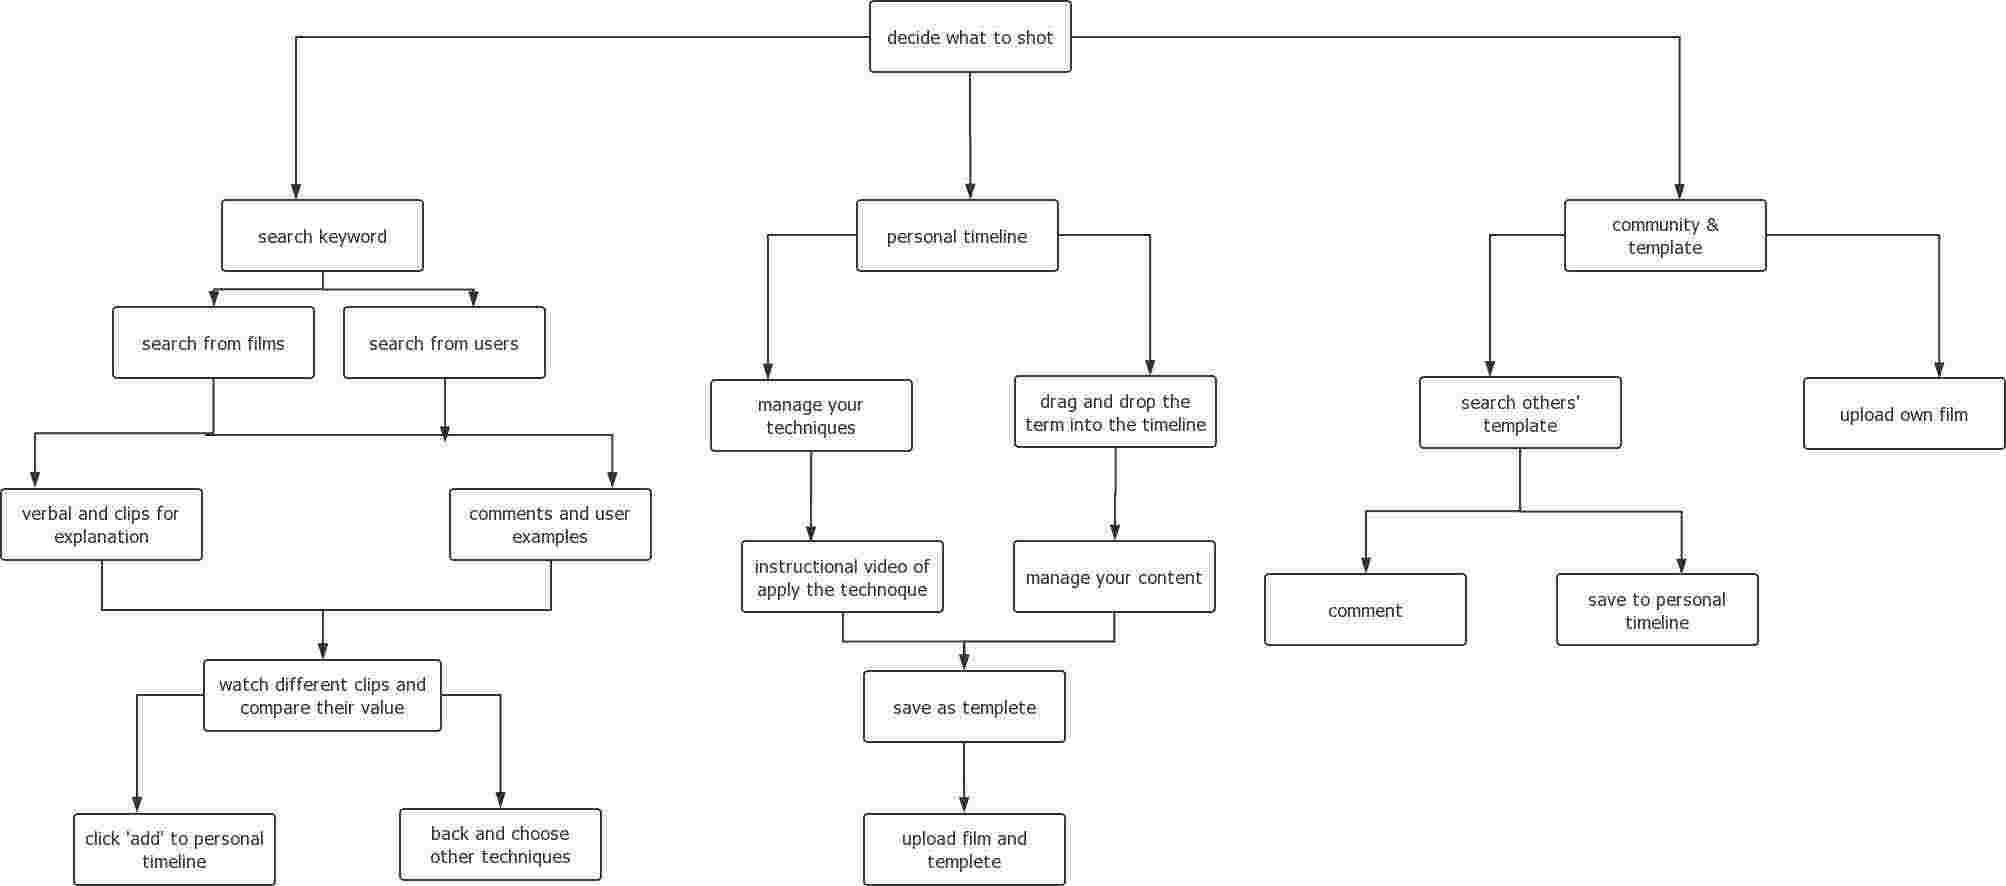 decide what to shot
search keyword
personal timeline
community &
template
search from films
search from users
manage your
techniques
drag and drop the
term into the timeline
search others'
template
upload own film
verbal and clips for
explanation
comments and user
examples
instructional video of
apply the technoque
manage your content
comment
save to personal
timeline
watch different clips and
compare their value
save as templete
click 'add' to personal
timeline
back and choose
other techniques
upload film and
templete